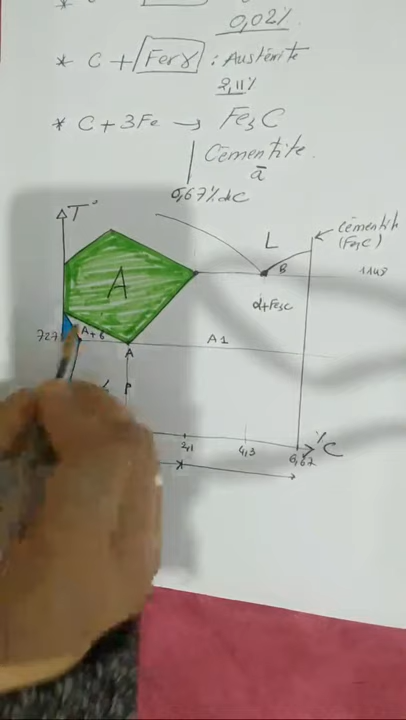 0,02%
* C + Fer γ : Austénite
2,11%
* C + 3Fe → Fe3C
Cémentite.
à
6,67% dC
T°
L
cémentite
(Fe3C)
A
B
1148
α+Fe3C
727
A+α
A
A1
P
2,1
4,3
6,67
% C